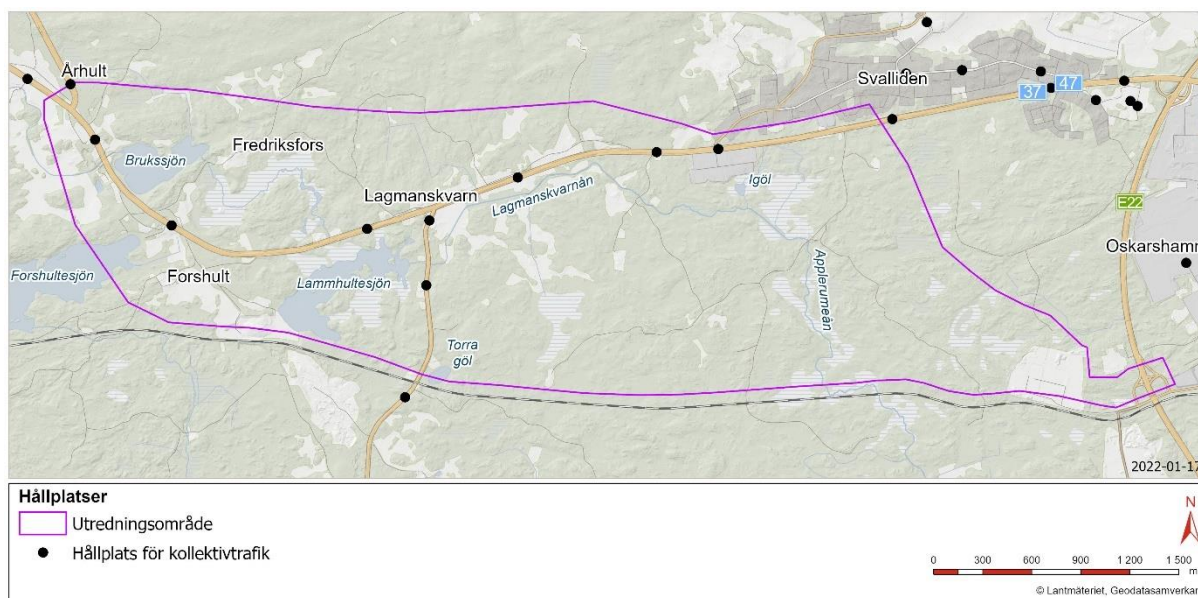 Århult
Svalliden
37
47
Brukssjön
Fredriksfors
Lagmanskvarn
Lagmanskvarnån
Igöl
E22
Oskarshamn
Forshultesjön
Forshult
Lammhultesjön
Applerumeån
Torra
göl
2022-01-17
Hållplatser
Utredningsområde
Hållplats för kollektivtrafik
N
0 300 600 900 1 200 1 500
m
© Lantmäteriet, Geodatasamverkan